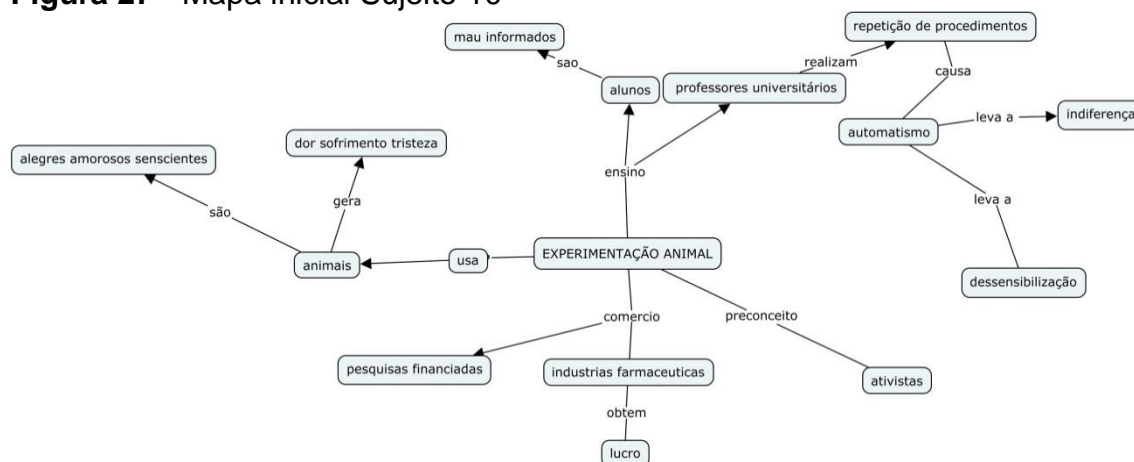 Figura 27 Mapa inicial Sujeito
repetição de procedimentos
mau informados
realizam
sao
causa
alunos
professores universitários
leva a
indiferença
automatismo
dor sofrimento tristeza
alegres amorosos senscientes
ensino
gera
leva a
são
EXPERIMENTAÇÃO ANIMAL
usa
animais
dessensibilização
comercio
preconceito
pesquisas financiadas
industrias farmaceuticas
ativistas
obtem
lucro